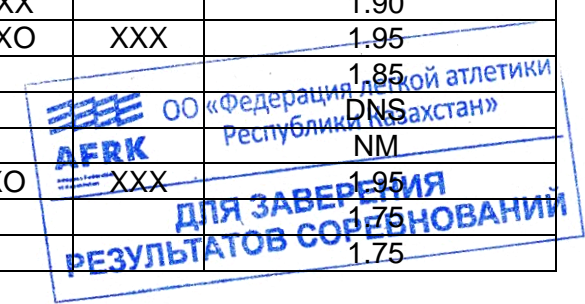 XX 1.90
XO XXX 1.95
1.85
DNS
NM
XO XXX 1.95
1.75
1.75
ОО «Федерация легкой атлетики
Республики Казахстан»
AFRK
ДЛЯ ЗАВЕРЕНИЯ
РЕЗУЛЬТАТОВ СОРЕВНОВАНИЙ